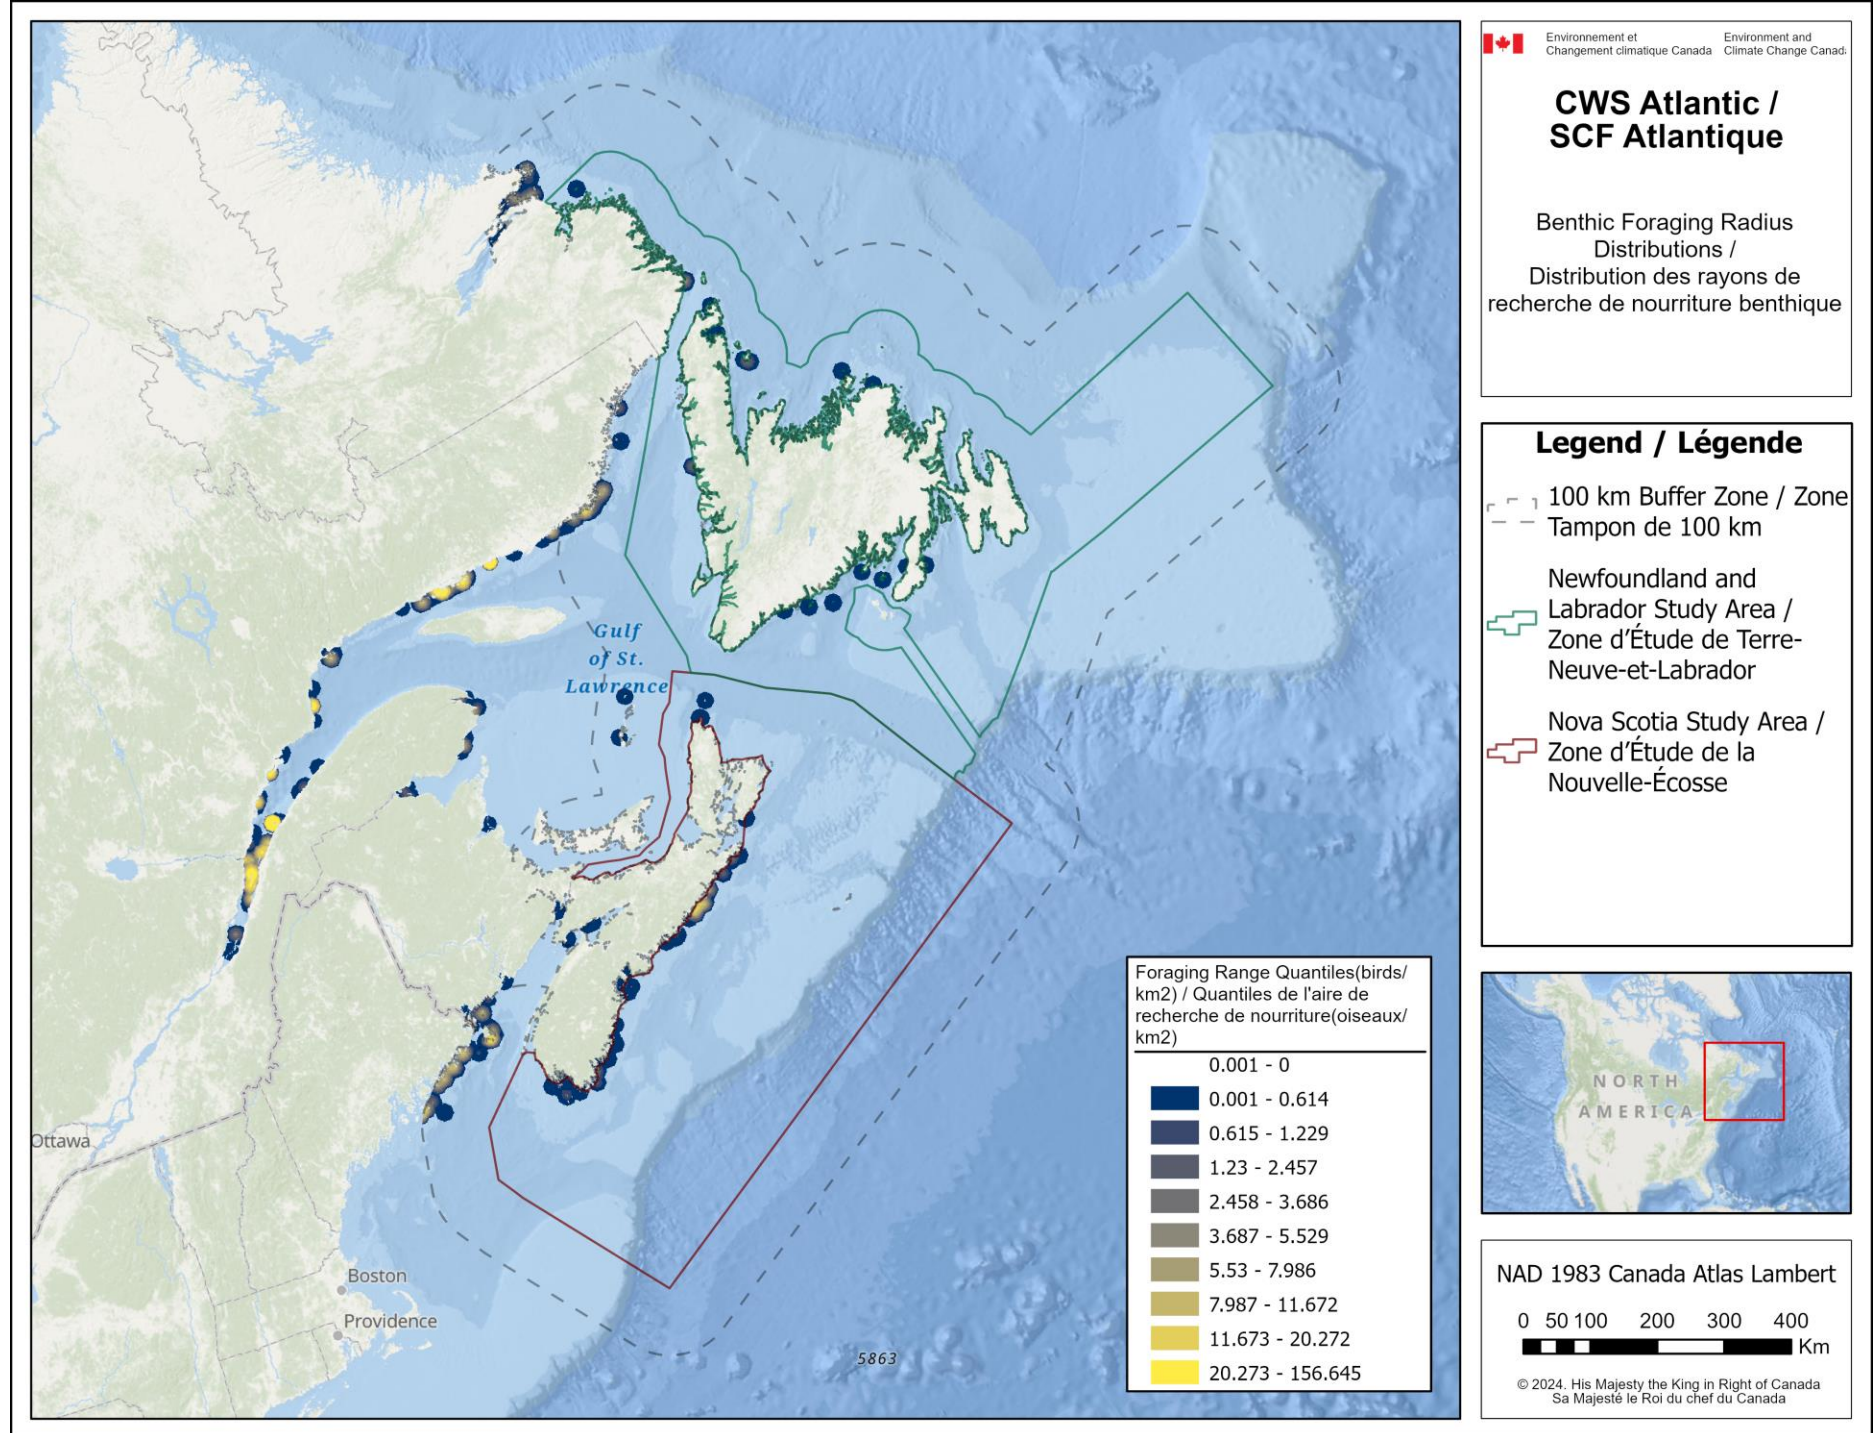 Environnement et
Changement climatique Canada
Environment and
Climate Change Canad
CWS Atlantic /
SCF Atlantique
Benthic Foraging Radius
Distributions /
Distribution des rayons de
recherche de nourriture benthique
Legend / Légende
100 km Buffer Zone / Zone
Tampon de 100 km
Newfoundland and
Labrador Study Area /
Zone d'Étude de Terre-
Neuve-et-Labrador
Nova Scotia Study Area /
Zone d'Étude de la
Nouvelle-Écosse
Gulf
of St.
Lawrence
Ottawa
Boston
Providence
5863
Foraging Range Quantiles(birds/
km2) / Quantiles de l'aire de
recherche de nourriture(oiseaux/
km2)
0.001 - 0
0.001 - 0.614
0.615 - 1.229
1.23 - 2.457
2.458 - 3.686
3.687 - 5.529
5.53 - 7.986
7.987 - 11.672
11.673 - 20.272
20.273 - 156.645
NORTH
AMERICA
NAD 1983 Canada Atlas Lambert
0 50 100 200 300 400
Km
© 2024. His Majesty the King in Right of Canada
Sa Majesté le Roi du chef du Canada